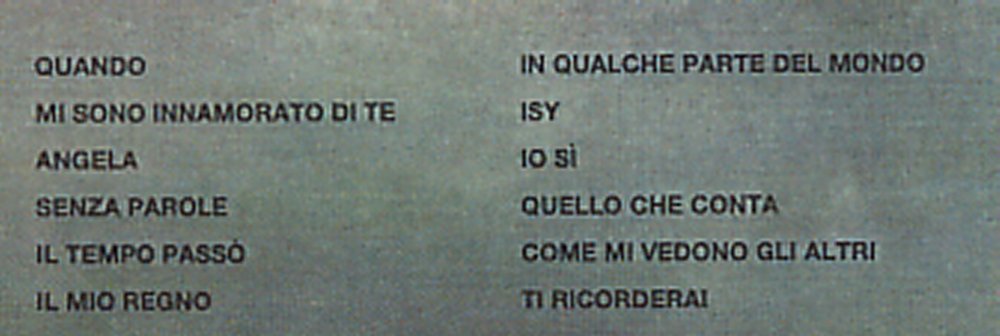 QUANDO
MI SONO INNAMORATO DI TE
ANGELA
SENZA PAROLE
IL TEMPO PASSÒ
IL MIO REGNO
IN QUALCHE PARTE DEL MONDO
ISY
IO SÌ
QUELLO CHE CONTA
COME MI VEDONO GLI ALTRI
TI RICORDERAI